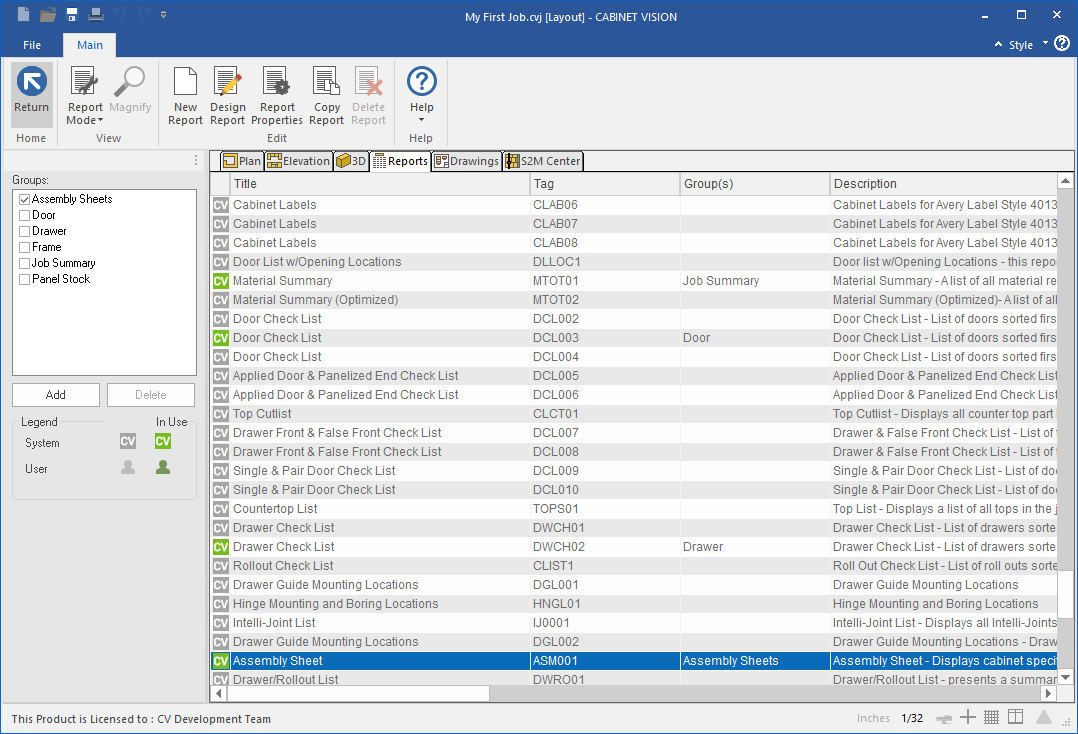 My First Job.cvj [Layout] - CABINET VISION
File Main Style
Return
Report Mode
Magnify
New Report
Design Report
Report Properties
Copy Report
Delete Report
Help
Home View Edit Help
Plan Elevation 3D Reports Drawings S2M Center
Groups:
Assembly Sheets
Door
Drawer
Frame
Job Summary
Panel Stock
Add Delete
Legend In Use
System CV CV
User
Title Tag Group(s) Description
CV Cabinet Labels CLAB06 Cabinet Labels for Avery Label Style 4013
CV Cabinet Labels CLAB07 Cabinet Labels for Avery Label Style 4013
CV Cabinet Labels CLAB08 Cabinet Labels for Avery Label Style 4013
CV Door List w/Opening Locations DLLOC1 Door list w/Opening Locations - this repo
CV Material Summary MTOT01 Job Summary Material Summary - A list of all material re
CV Material Summary (Optimized) MTOT02 Material Summary (Optimized)- A list of all
CV Door Check List DCL002 Door Check List - List of doors sorted firs
CV Door Check List DCL003 Door Door Check List - List of doors sorted firs
CV Door Check List DCL004 Door Check List - List of doors sorted firs
CV Applied Door & Panelized End Check List DCL005 Applied Door & Panelized End Check List
CV Applied Door & Panelized End Check List DCL006 Applied Door & Panelized End Check List
CV Top Cutlist CLCT01 Top Cutlist - Displays all counter top part
CV Drawer Front & False Front Check List DCL007 Drawer & False Front Check List - List of
CV Drawer Front & False Front Check List DCL008 Drawer & False Front Check List - List of
CV Single & Pair Door Check List DCL009 Single & Pair Door Check List - List of do
CV Single & Pair Door Check List DCL010 Single & Pair Door Check List - List of do
CV Countertop List TOPS01 Top List - Displays a list of all tops in the j
CV Drawer Check List DWCH01 Drawer Check List - List of drawers sorte
CV Drawer Check List DWCH02 Drawer Drawer Check List - List of drawers sorte
CV Rollout Check List CLIST1 Roll Out Check List - List of roll outs sorte
CV Drawer Guide Mounting Locations DGL001 Drawer Guide Mounting Locations
CV Hinge Mounting and Boring Locations HNGL01 Hinge Mounting and Boring Locations
CV Intelli-Joint List IJ0001 Intelli-Joint List - Displays all Intelli-Joints
CV Drawer Guide Mounting Locations DGL002 Drawer Guide Mounting Locations - Draw
CV Assembly Sheet ASM001 Assembly Sheets Assembly Sheet - Displays cabinet speci
CV Drawer/Rollout List DWRO01 Drawer/Rollout List - presents a summar
This Product is Licensed to : CV Development Team Inches 1/32